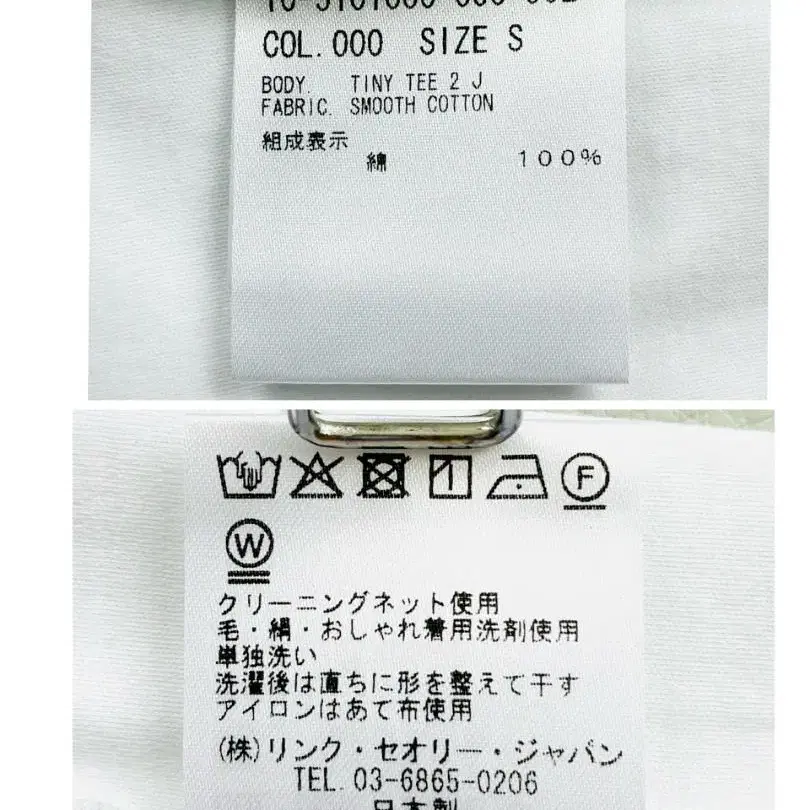 COL.000 SIZE S
BODY. TINY TEE 2 J
FABRIC. SMOOTH COTTON
組成表示
綿 100%
F
W
クリーニングネット使用
毛・絹・おしゃれ着用洗剤使用
単独洗い
洗濯後は直ちに形を整えて干す
アイロンはあて布使用
(株)リンク・セオリー・ジャパン
TEL.03-6865-0206
日本製